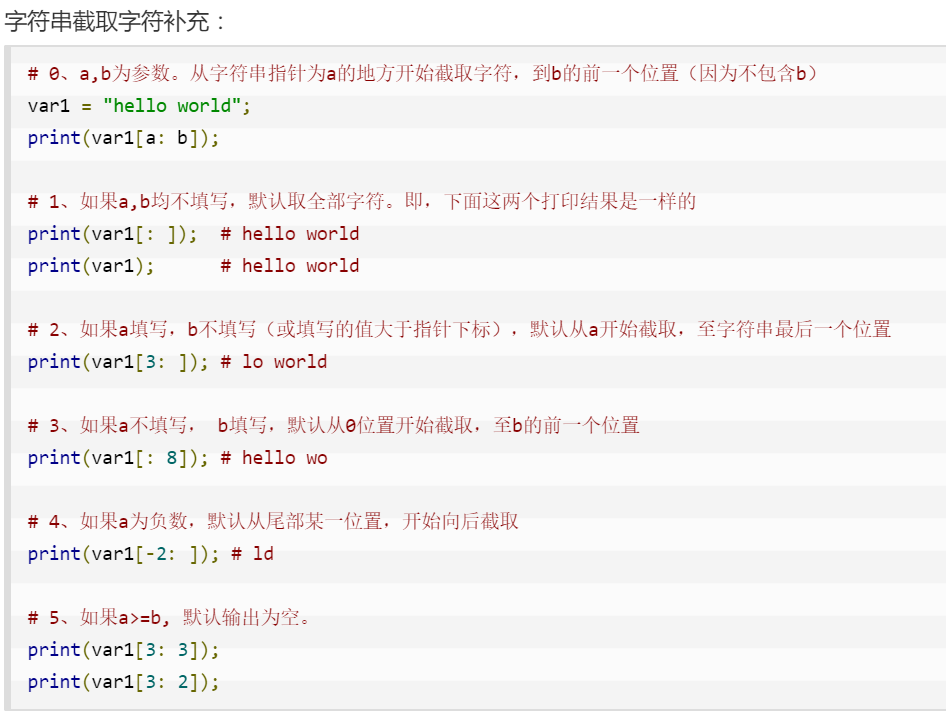 字符串截取字符补充：
# 0、a,b为参数。从字符串指针为a的地方开始截取字符，到b的前一个位置（因为不包含b）
var1 = "hello world";
print(var1[a: b]);
# 1、如果a,b均不填写，默认取全部字符。即，下面这两个打印结果是一样的
print(var1[: ]);  # hello world
print(var1);      # hello world
# 2、如果a填写，b不填写（或填写的值大于指针下标），默认从a开始截取，至字符串最后一个位置
print(var1[3: ]); # lo world
# 3、如果a不填写， b填写，默认从0位置开始截取，至b的前一个位置
print(var1[: 8]); # hello wo
# 4、如果a为负数，默认从尾部某一位置，开始向后截取
print(var1[-2: ]); # ld
# 5、如果a>=b, 默认输出为空。
print(var1[3: 3]);
print(var1[3: 2]);